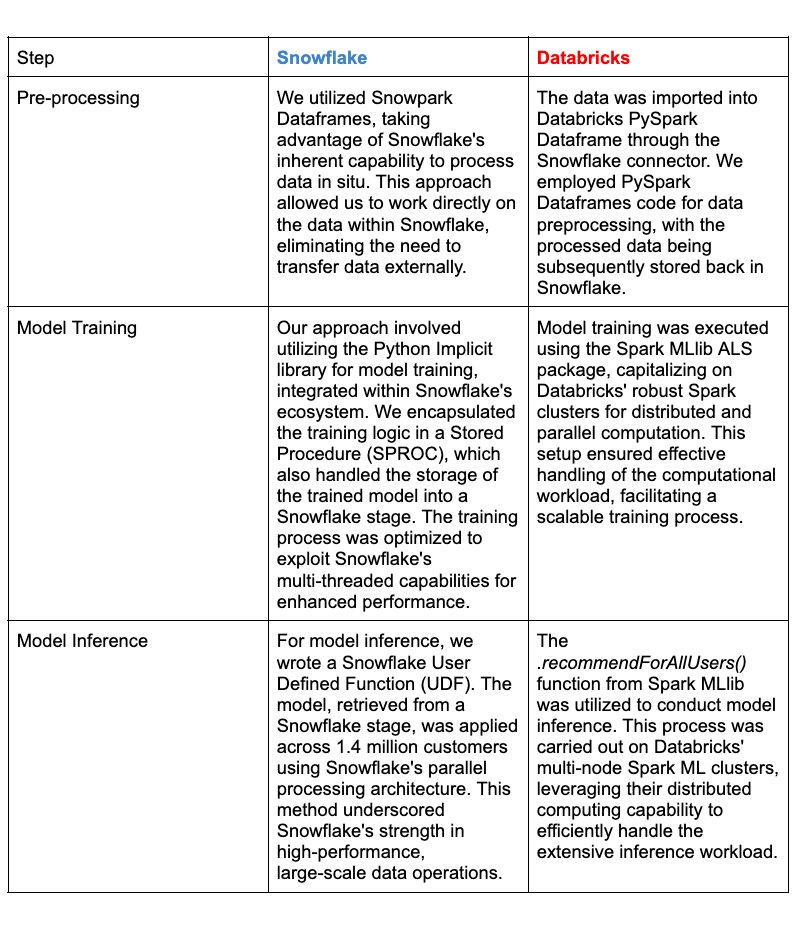 Step
Snowflake
Databricks
Pre-processing
We utilized Snowpark
Dataframes, taking
advantage of Snowflake's
inherent capability to process
data in situ. This approach
allowed us to work directly on
the data within Snowflake,
eliminating the need to
transfer data externally.
The data was imported into
Databricks PySpark
Dataframe through the
Snowflake connector. We
employed PySpark
Dataframes code for data
preprocessing, with the
processed data being
subsequently stored back in
Snowflake.
Model Training
Our approach involved
utilizing the Python Implicit
library for model training,
integrated within Snowflake's
ecosystem. We encapsulated
the training logic in a Stored
Procedure (SPROC), which
also handled the storage of
the trained model into a
Snowflake stage. The training
process was optimized to
exploit Snowflake's
multi-threaded capabilities for
enhanced performance.
Model training was executed
using the Spark MLlib ALS
package, capitalizing on
Databricks' robust Spark
clusters for distributed and
parallel computation. This
setup ensured effective
handling of the computational
workload, facilitating a
scalable training process.
Model Inference
For model inference, we
wrote a Snowflake User
Defined Function (UDF). The
model, retrieved from a
Snowflake stage, was applied
across 1.4 million customers
using Snowflake's parallel
processing architecture. This
method underscored
Snowflake's strength in
high-performance,
large-scale data operations.
The
.recommendForAllUsers()
function from Spark MLlib
was utilized to conduct model
inference. This process was
carried out on Databricks'
multi-node Spark ML clusters,
leveraging their distributed
computing capability to
efficiently handle the
extensive inference workload.